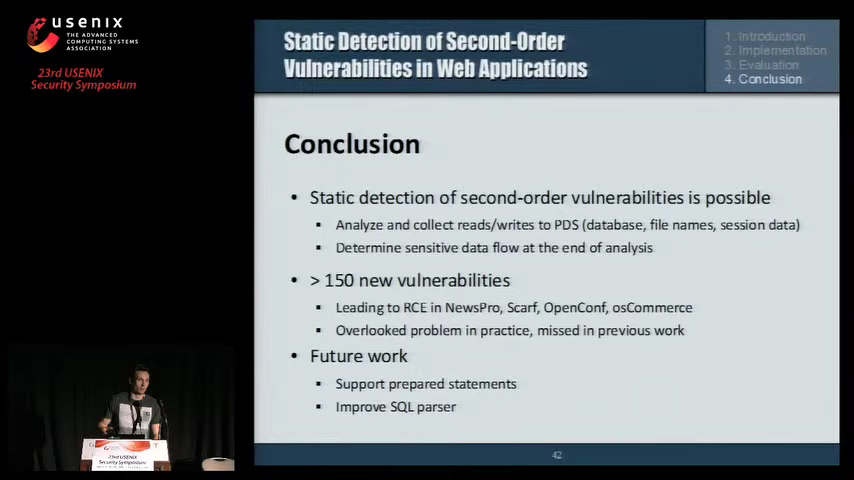 usenix
THE ADVANCED
COMPUTING SYSTEMS
ASSOCIATION
23rd USENIX
Security Symposium
Static Detection of Second-Order
Vulnerabilities in Web Applications
1. Introduction
2. Implementation
3. Evaluation
4. Conclusion
Conclusion
• Static detection of second-order vulnerabilities is possible
▪ Analyze and collect reads/writes to PDS (database, file names, session data)
▪ Determine sensitive data flow at the end of analysis
• > 150 new vulnerabilities
▪ Leading to RCE in NewsPro, Scarf, OpenConf, osCommerce
▪ Overlooked problem in practice, missed in previous work
• Future work
▪ Support prepared statements
▪ Improve SQL parser
42
23rd USENIX
Security Symposium